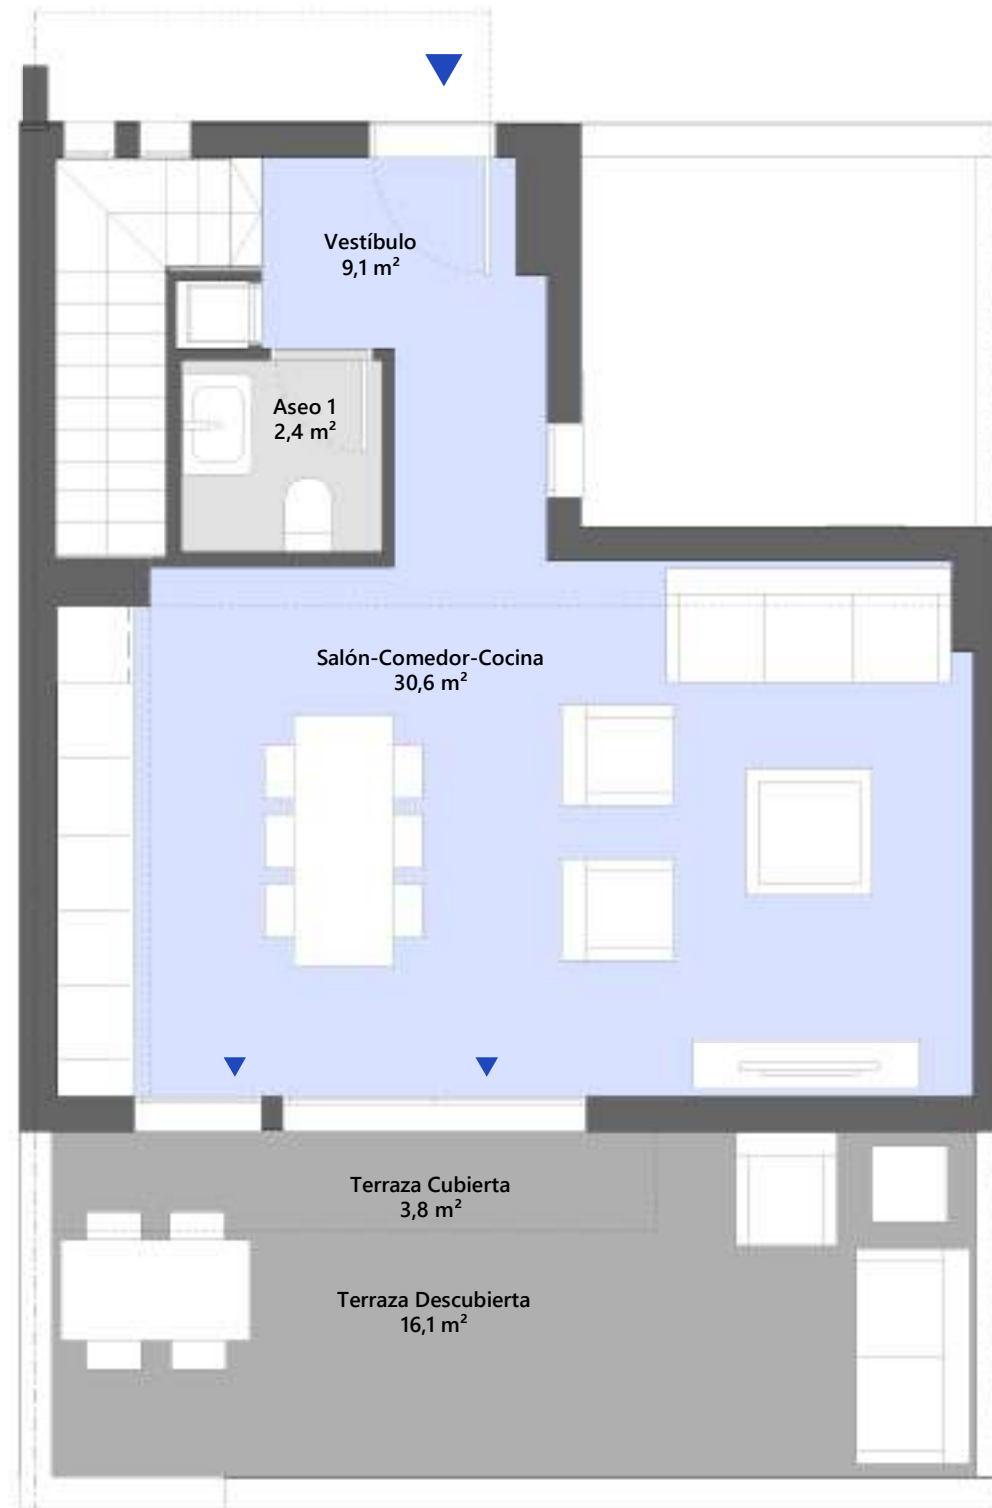 Vestíbulo
9,1 m²
Aseo 1
2,4 m²
Salón-Comedor-Cocina
30,6 m²
Terraza Cubierta
3,8 m²
Terraza Descubierta
16,1 m²